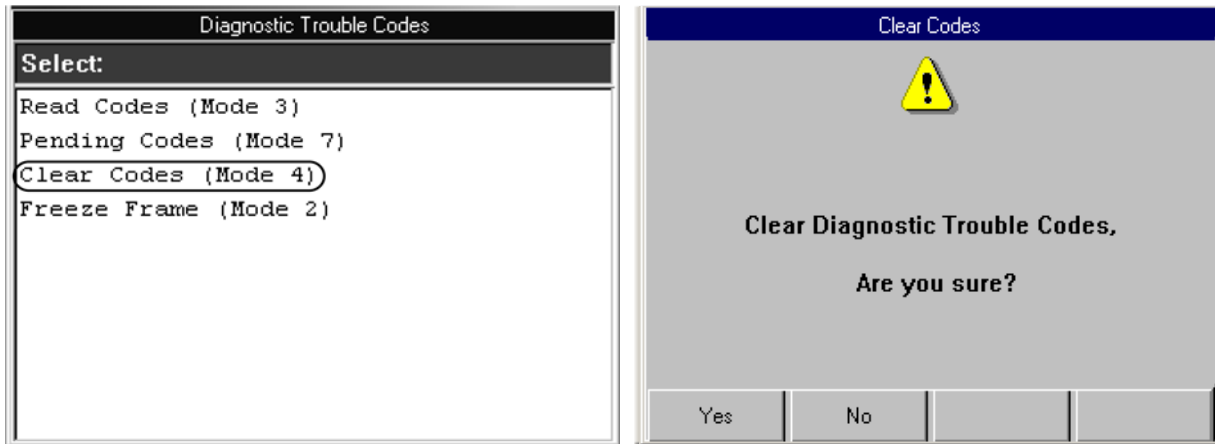 Diagnostic Trouble Codes
Select:
Read Codes (Mode 3)
Pending Codes (Mode 7)
Clear Codes (Mode 4)
Freeze Frame (Mode 2)
Clear Codes
Clear Diagnostic Trouble Codes,
Are you sure?
Yes No